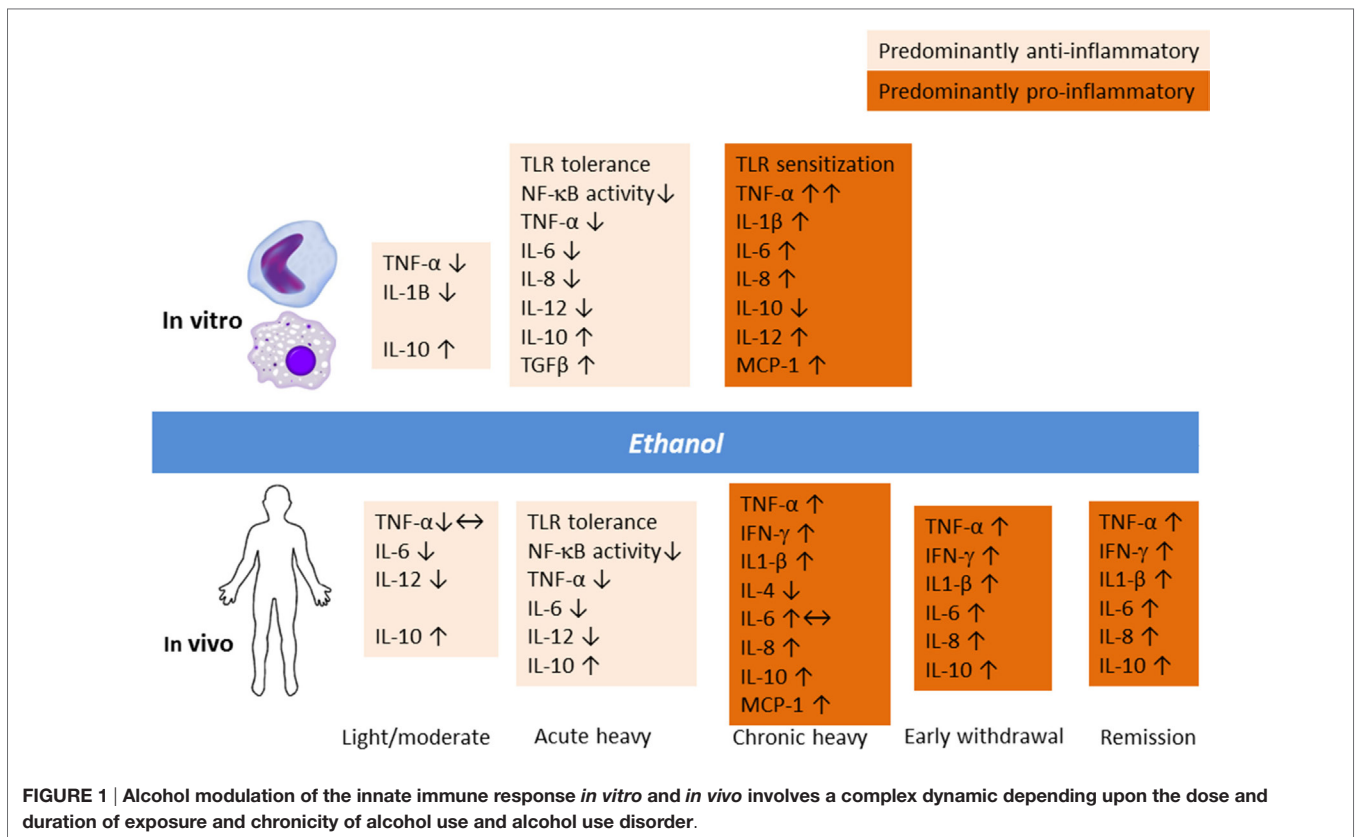 Predominantly anti-inflammatory
Predominantly pro-inflammatory
In vitro
TNF-α ↓
IL-1B ↓
IL-10 ↑
TLR tolerance
NF-κB activity↓
TNF-α ↓
IL-6 ↓
IL-8 ↓
IL-12 ↓
IL-10 ↑
TGFβ ↑
TLR sensitization
TNF-α ↑↑
IL-1β ↑
IL-6 ↑
IL-8 ↑
IL-10 ↓
IL-12 ↑
MCP-1 ↑
Ethanol
In vivo
TNF-α↓↔
IL-6 ↓
IL-12 ↓
IL-10 ↑
Light/moderate
TLR tolerance
NF-κB activity↓
TNF-α ↓
IL-6 ↓
IL-12 ↓
IL-10 ↑
Acute heavy
TNF-α ↑
IFN-γ ↑
IL1-β ↑
IL-4 ↓
IL-6 ↑↔
IL-8 ↑
IL-10 ↑
MCP-1 ↑
Chronic heavy
TNF-α ↑
IFN-γ ↑
IL1-β ↑
IL-6 ↑
IL-8 ↑
IL-10 ↑
Early withdrawal
TNF-α ↑
IFN-γ ↑
IL1-β ↑
IL-6 ↑
IL-8 ↑
IL-10 ↑
Remission
FIGURE 1 | Alcohol modulation of the innate immune response in vitro and in vivo involves a complex dynamic depending upon the dose and
duration of exposure and chronicity of alcohol use and alcohol use disorder.